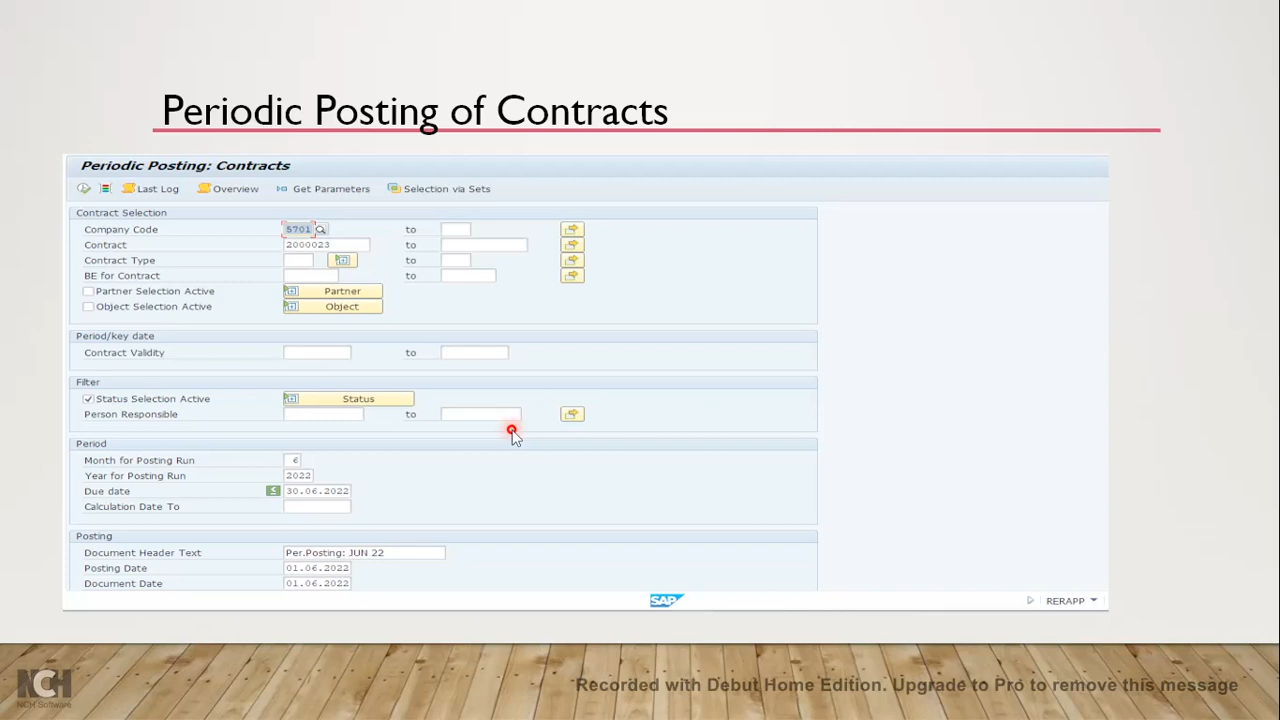 Periodic Posting of Contracts
Periodic Posting: Contracts
Last Log Overview Get Parameters Selection via Sets
Contract Selection
Company Code 5701 to
Contract 2000023 to
Contract Type to
BE for Contract to
Partner Selection Active Partner
Object Selection Active Object
Period/key date
Contract Validity to
Filter
Status Selection Active Status
Person Responsible to
Period
Month for Posting Run 6
Year for Posting Run 2022
Due date 30.06.2022
Calculation Date To
Posting
Document Header Text Per.Posting: JUN 22
Posting Date 01.06.2022
Document Date 01.06.2022
SAP RERAPP
NCH
NCH Software
Recorded with Debut Home Edition. Upgrade to Pro to remove this message